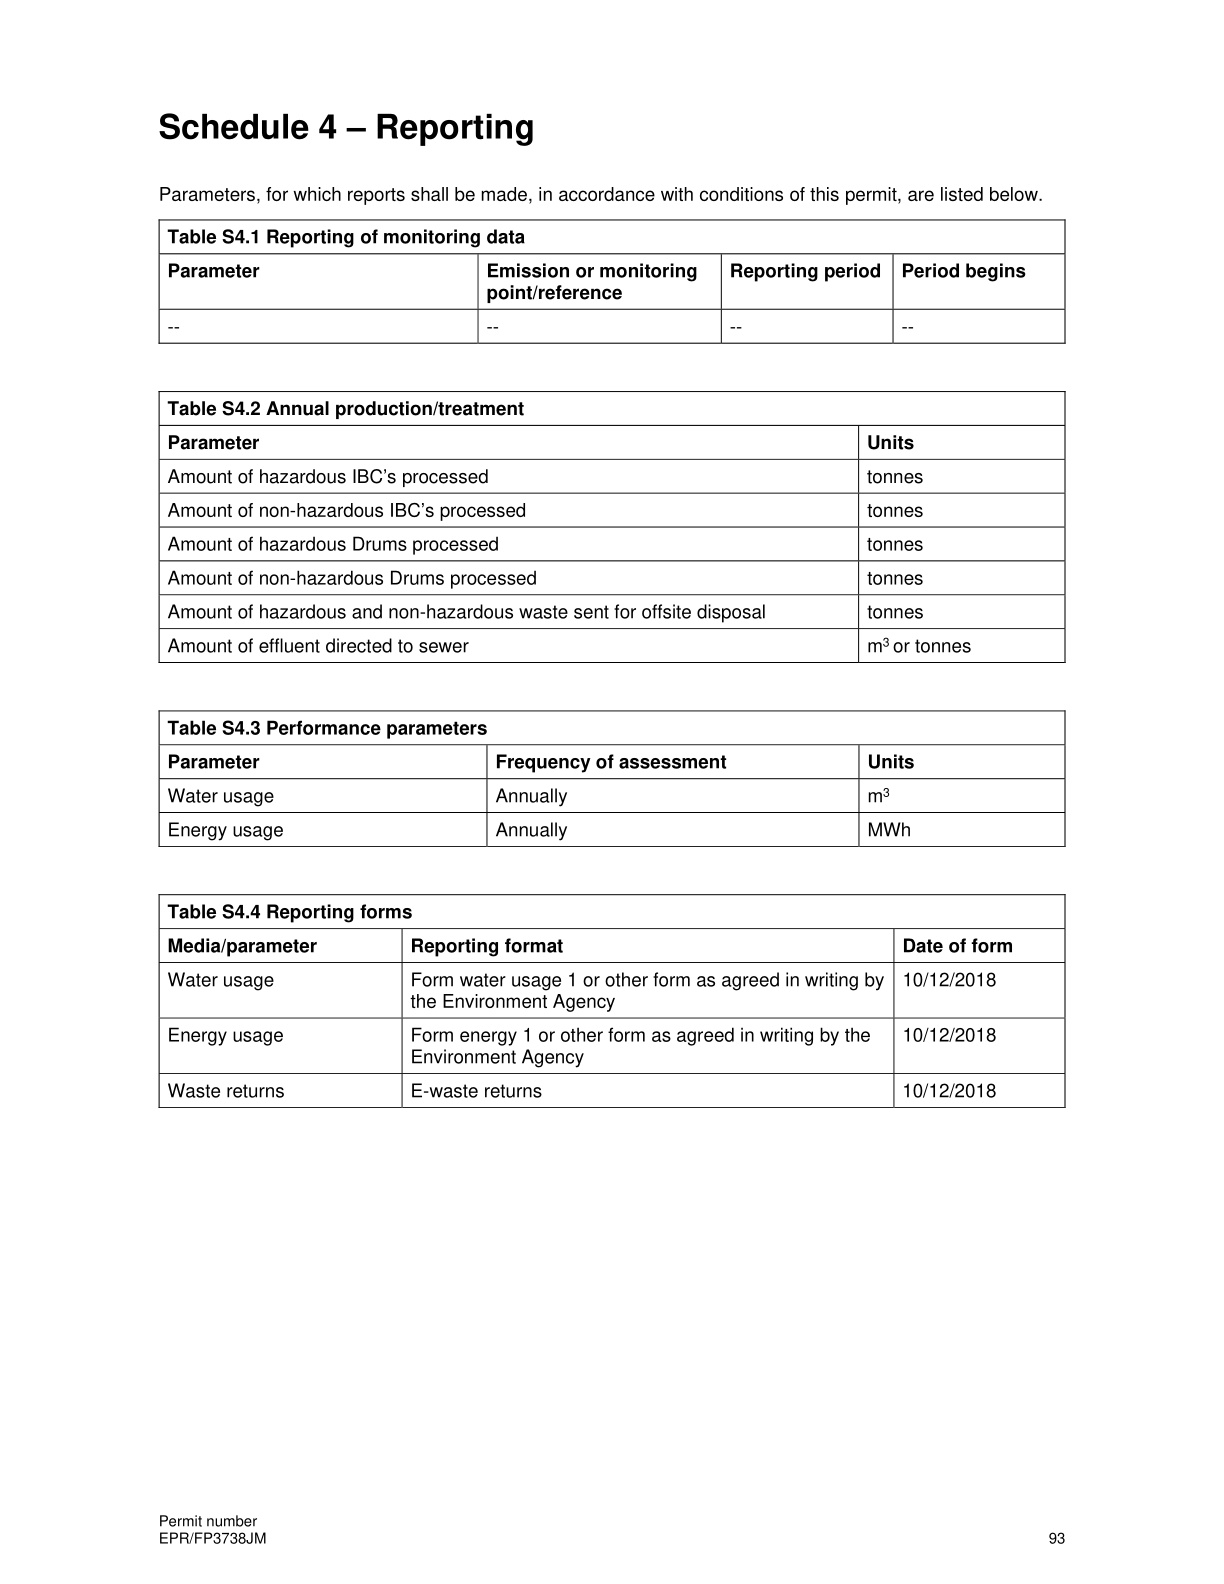 Schedule 4 – Reporting
Parameters, for which reports shall be made, in accordance with conditions of this permit, are listed below.
Table S4.1 Reporting of monitoring data
Parameter Emission or monitoring point/reference Reporting period Period begins
-- -- -- --
Table S4.2 Annual production/treatment
Parameter Units
Amount of hazardous IBC’s processed tonnes
Amount of non-hazardous IBC’s processed tonnes
Amount of hazardous Drums processed tonnes
Amount of non-hazardous Drums processed tonnes
Amount of hazardous and non-hazardous waste sent for offsite disposal tonnes
Amount of effluent directed to sewer m³ or tonnes
Table S4.3 Performance parameters
Parameter Frequency of assessment Units
Water usage Annually m³
Energy usage Annually MWh
Table S4.4 Reporting forms
Media/parameter Reporting format Date of form
Water usage Form water usage 1 or other form as agreed in writing by the Environment Agency 10/12/2018
Energy usage Form energy 1 or other form as agreed in writing by the Environment Agency 10/12/2018
Waste returns E-waste returns 10/12/2018
Permit number
EPR/FP3738JM 93